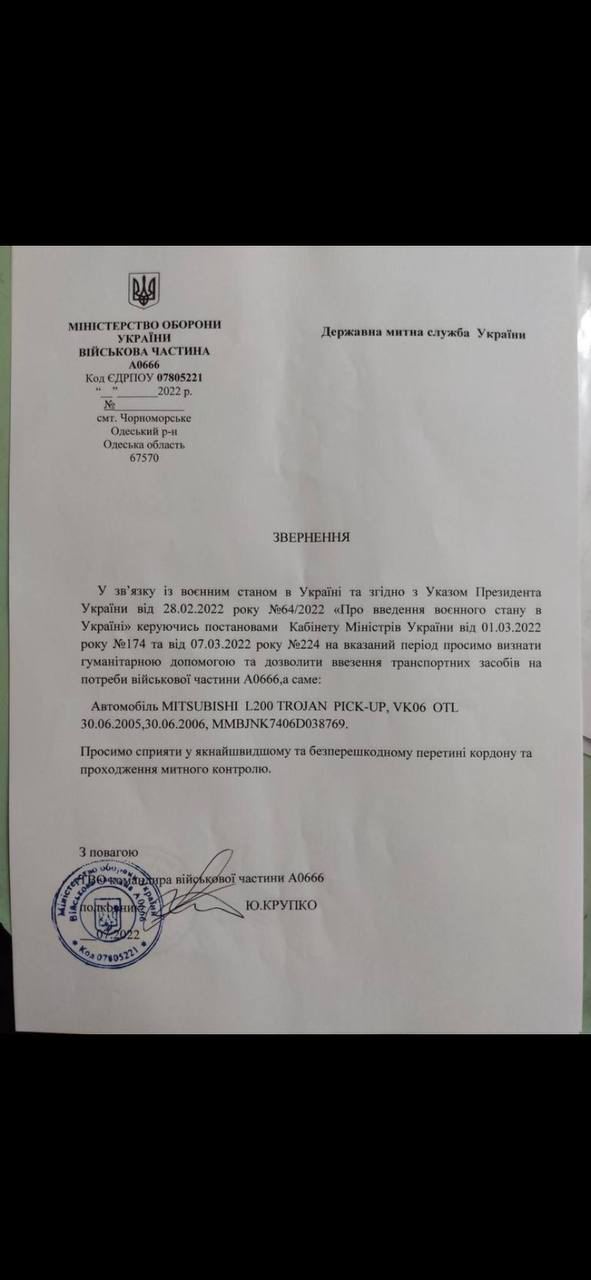 МІНІСТЕРСТВО ОБОРОНИ
УКРАЇНИ
ВІЙСЬКОВА ЧАСТИНА
А0666
Код ЄДРПОУ 07805221
“__”_______2022 р.
№____________
смт. Чорноморське
Одеський р-н
Одеська область
67570
Державна митна служба України
ЗВЕРНЕННЯ
У зв’язку із воєнним станом в Україні та згідно з Указом Президента
України від 28.02.2022 року №64/2022 «Про введення воєнного стану в
Україні» керуючись постановами Кабінету Міністрів України від 01.03.2022
року №174 та від 07.03.2022 року №224 на вказаний період просимо визнати
гуманітарною допомогою та дозволити ввезення транспортних засобів на
потреби військової частини А0666,а саме:
Автомобіль MITSUBISHI L200 TROJAN PICK-UP, VK06 OTL
30.06.2005,30.06.2006, MMBJNK7406D038769.
Просимо сприяти у якнайшвидшому та безперешкодному перетині кордону та
проходження митного контролю.
З повагою
ТВО командира військової частини А0666
полковник Ю.КРУПКО
___07.2022
Міністерство оборони України
Військова частина А0666
* Код 07805221 *